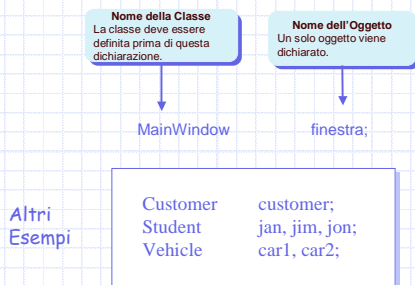 Nome della Classe
La classe deve essere
definita prima di questa
dichiarazione.
Nome dell'Oggetto
Un solo oggetto viene
dichiarato.
MainWindow finestra;
Altri
Esempi
Customer customer;
Student jan, jim, jon;
Vehicle car1, car2;